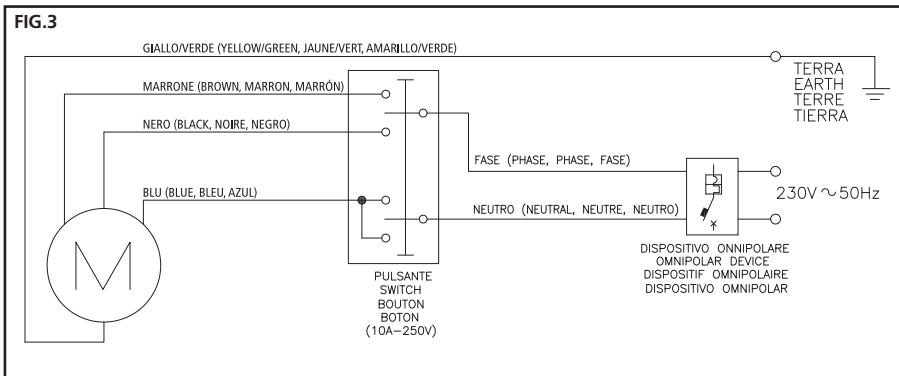 FIG.3
GIALLO/VERDE (YELLOW/GREEN, JAUNE/VERT, AMARILLO/VERDE)
MARRONE (BROWN, MARRON, MARRÓN)
NERO (BLACK, NOIRE, NEGRO)
BLU (BLUE, BLEU, AZUL)
M
PULSANTE
SWITCH
BOUTON
BOTON
(10A-250V)
FASE (PHASE, PHASE, FASE)
NEUTRO (NEUTRAL, NEUTRE, NEUTRO)
TERRA
EARTH
TERRE
TIERRA
230V ~ 50Hz
DISPOSITIVO ONNIPOLARE
OMNIPOLAR DEVICE
DISPOSITIF OMNIPOLAIRE
DISPOSITIVO OMNIPOLAR